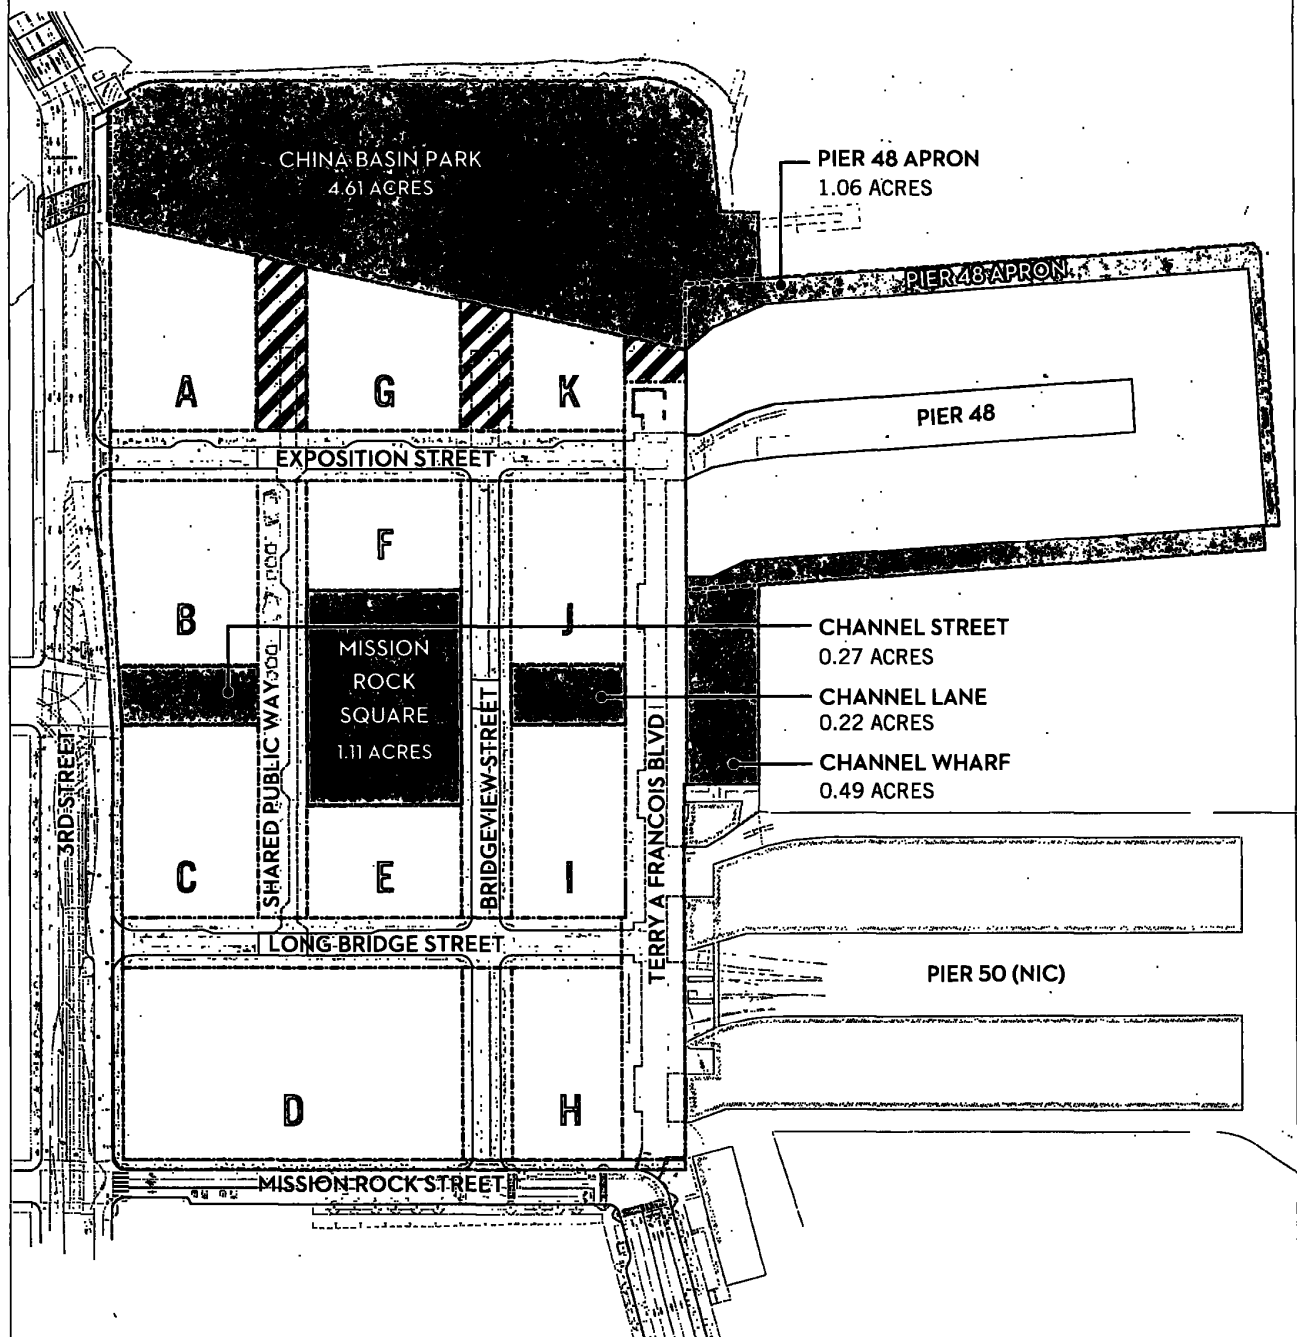 CHINA BASIN PARK
4.61 ACRES
PIER 48 APRON
1.06 ACRES
PIER 48 APRON
A
G
K
PIER 48
EXPOSITION STREET
F
B
J
MISSION
ROCK
SQUARE
1.11 ACRES
CHANNEL STREET
0.27 ACRES
CHANNEL LANE
0.22 ACRES
CHANNEL WHARF
0.49 ACRES
3RD STREET
SHARED PUBLIC WAY
BRIDGEVIEW STREET
TERRY A FRANCOIS BLVD
C
E
I
LONG BRIDGE STREET
PIER 50 (NIC)
D
H
MISSION ROCK STREET